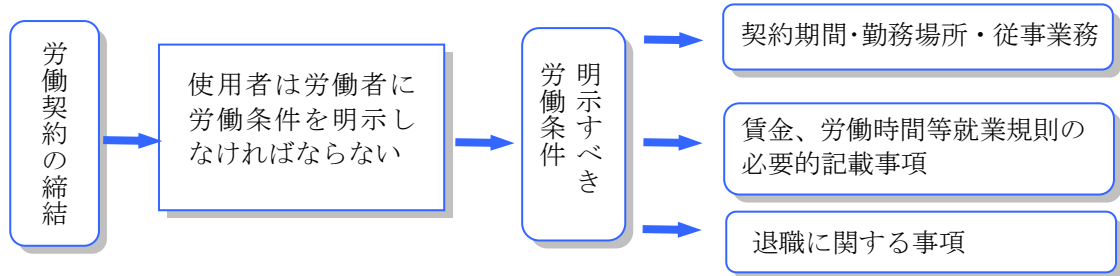 労働契約の締結
使用者は労働者に
労働条件を明示し
なければならない
明示すべき
労働条件
契約期間･勤務場所・従事業務
賃金、労働時間等就業規則の
必要的記載事項
退職に関する事項